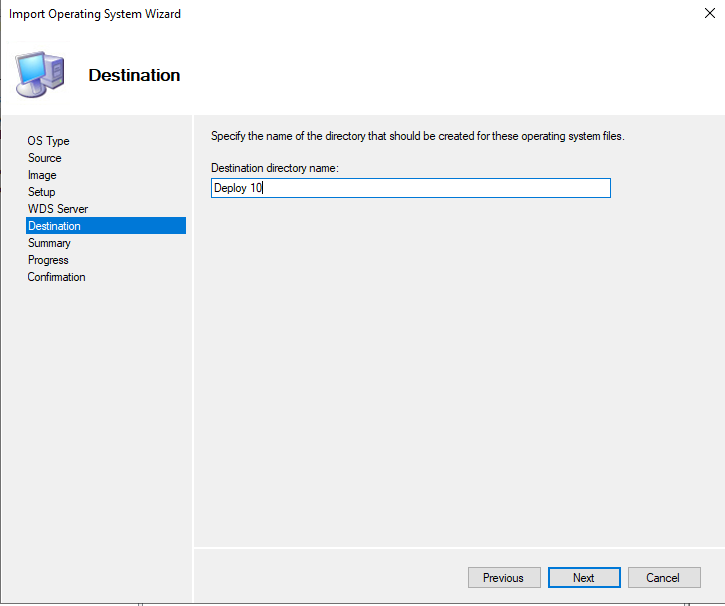 Import Operating System Wizard
Destination
OS Type
Source
Image
Setup
WDS Server
Destination
Summary
Progress
Confirmation
Specify the name of the directory that should be created for these operating system files.
Destination directory name:
Deploy 10
Previous
Next
Cancel